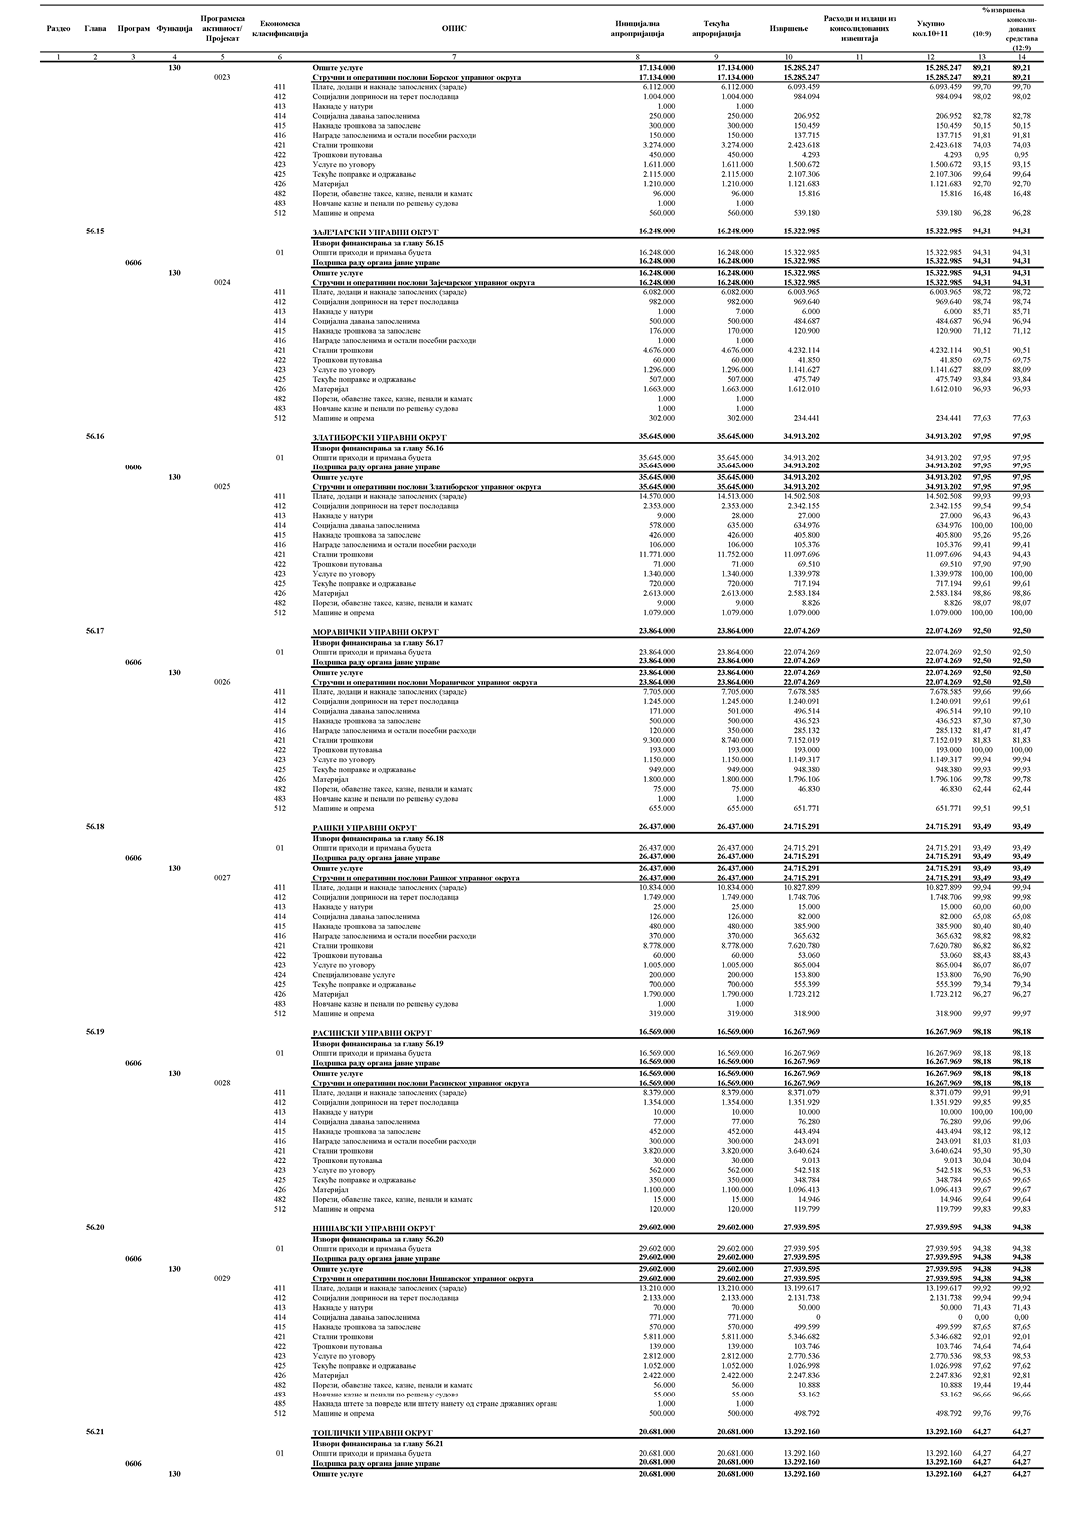 Раздео Глава Програм Функција Програмска активност/ Пројекат Економска класификација ОПИС Иницијална апропријација Текућа апроријација Извршење Расходи и издаци из консолидованих извештаја Укупно кол.10+11 % извршења (10:9) консоли-дованих средстава (12:9)
1 2 3 4 5 6 7 8 9 10 11 12 13 14
130 Опште услуге 17.134.000 17.134.000 15.285.247 15.285.247 89,21 89,21
0023 Стручни и оперативни послови Борског управног округа 17.134.000 17.134.000 15.285.247 15.285.247 89,21 89,21
411 Плате, додаци и накнаде запослених (зараде) 6.112.000 6.112.000 6.093.459 6.093.459 99,70 99,70
412 Социјални доприноси на терет послодавца 1.004.000 1.004.000 984.094 984.094 98,02 98,02
413 Накнаде у натури 1.000 1.000
414 Социјална давања запосленима 250.000 250.000 206.952 206.952 82,78 82,78
415 Накнаде трошкова за запослене 300.000 300.000 150.459 150.459 50,15 50,15
416 Награде запосленима и остали посебни расходи 150.000 150.000 137.715 137.715 91,81 91,81
421 Стални трошкови 3.274.000 3.274.000 2.423.618 2.423.618 74,03 74,03
422 Трошкови путовања 450.000 450.000 4.293 4.293 0,95 0,95
423 Услуге по уговору 1.611.000 1.611.000 1.500.672 1.500.672 93,15 93,15
425 Текуће поправке и одржавање 2.115.000 2.115.000 2.107.306 2.107.306 99,64 99,64
426 Материјал 1.210.000 1.210.000 1.121.683 1.121.683 92,70 92,70
482 Порези, обавезне таксе, казне, пенали и камате 96.000 96.000 15.816 15.816 16,48 16,48
483 Новчане казне и пенали по решењу судова 1.000 1.000
512 Машине и опрема 560.000 560.000 539.180 539.180 96,28 96,28
56.15 ЗАЈЕЧАРСКИ УПРАВНИ ОКРУГ 16.248.000 16.248.000 15.322.985 15.322.985 94,31 94,31
Извори финансирања за главу 56.15
01 Општи приходи и примања буџета 16.248.000 16.248.000 15.322.985 15.322.985 94,31 94,31
0606 Подршка раду органа јавне управе 16.248.000 16.248.000 15.322.985 15.322.985 94,31 94,31
130 Опште услуге 16.248.000 16.248.000 15.322.985 15.322.985 94,31 94,31
0024 Стручни и оперативни послови Зајечарског управног округа 16.248.000 16.248.000 15.322.985 15.322.985 94,31 94,31
411 Плате, додаци и накнаде запослених (зараде) 6.082.000 6.082.000 6.003.965 6.003.965 98,72 98,72
412 Социјални доприноси на терет послодавца 982.000 982.000 969.640 969.640 98,74 98,74
413 Накнаде у натури 1.000 7.000 6.000 6.000 85,71 85,71
414 Социјална давања запосленима 500.000 500.000 484.687 484.687 96,94 96,94
415 Накнаде трошкова за запослене 176.000 170.000 120.900 120.900 71,12 71,12
416 Награде запосленима и остали посебни расходи 1.000 1.000
421 Стални трошкови 4.676.000 4.676.000 4.232.114 4.232.114 90,51 90,51
422 Трошкови путовања 60.000 60.000 41.850 41.850 69,75 69,75
423 Услуге по уговору 1.296.000 1.296.000 1.141.627 1.141.627 88,09 88,09
425 Текуће поправке и одржавање 507.000 507.000 475.749 475.749 93,84 93,84
426 Материјал 1.663.000 1.663.000 1.612.010 1.612.010 96,93 96,93
482 Порези, обавезне таксе, казне, пенали и камате 1.000 1.000
483 Новчане казне и пенали по решењу судова 1.000 1.000
512 Машине и опрема 302.000 302.000 234.441 234.441 77,63 77,63
56.16 ЗЛАТИБОРСКИ УПРАВНИ ОКРУГ 35.645.000 35.645.000 34.913.202 34.913.202 97,95 97,95
Извори финансирања за главу 56.16
01 Општи приходи и примања буџета 35.645.000 35.645.000 34.913.202 34.913.202 97,95 97,95
0606 Подршка раду органа јавне управе 35.645.000 35.645.000 34.913.202 34.913.202 97,95 97,95
130 Опште услуге 35.645.000 35.645.000 34.913.202 34.913.202 97,95 97,95
0025 Стручни и оперативни послови Златиборског управног округа 35.645.000 35.645.000 34.913.202 34.913.202 97,95 97,95
411 Плате, додаци и накнаде запослених (зараде) 14.570.000 14.513.000 14.502.508 14.502.508 99,93 99,93
412 Социјални доприноси на терет послодавца 2.353.000 2.353.000 2.342.155 2.342.155 99,54 99,54
413 Накнаде у натури 9.000 28.000 27.000 27.000 96,43 96,43
414 Социјална давања запосленима 578.000 635.000 634.976 634.976 100,00 100,00
415 Накнаде трошкова за запослене 426.000 426.000 405.800 405.800 95,26 95,26
416 Награде запосленима и остали посебни расходи 106.000 106.000 105.376 105.376 99,41 99,41
421 Стални трошкови 11.771.000 11.752.000 11.097.696 11.097.696 94,43 94,43
422 Трошкови путовања 71.000 71.000 69.510 69.510 97,90 97,90
423 Услуге по уговору 1.340.000 1.340.000 1.339.978 1.339.978 100,00 100,00
425 Текуће поправке и одржавање 720.000 720.000 717.194 717.194 99,61 99,61
426 Материјал 2.613.000 2.613.000 2.583.184 2.583.184 98,86 98,86
482 Порези, обавезне таксе, казне, пенали и камате 9.000 9.000 8.826 8.826 98,07 98,07
512 Машине и опрема 1.079.000 1.079.000 1.079.000 1.079.000 100,00 100,00
56.17 МОРАВИЧКИ УПРАВНИ ОКРУГ 23.864.000 23.864.000 22.074.269 22.074.269 92,50 92,50
Извори финансирања за главу 56.17
01 Општи приходи и примања буџета 23.864.000 23.864.000 22.074.269 22.074.269 92,50 92,50
0606 Подршка раду органа јавне управе 23.864.000 23.864.000 22.074.269 22.074.269 92,50 92,50
130 Опште услуге 23.864.000 23.864.000 22.074.269 22.074.269 92,50 92,50
0026 Стручни и оперативни послови Моравичког управног округа 23.864.000 23.864.000 22.074.269 22.074.269 92,50 92,50
411 Плате, додаци и накнаде запослених (зараде) 7.705.000 7.705.000 7.678.585 7.678.585 99,66 99,66
412 Социјални доприноси на терет послодавца 1.245.000 1.245.000 1.240.091 1.240.091 99,61 99,61
414 Социјална давања запосленима 171.000 501.000 496.514 496.514 99,10 99,10
415 Накнаде трошкова за запослене 500.000 500.000 436.523 436.523 87,30 87,30
416 Награде запосленима и остали посебни расходи 120.000 350.000 285.132 285.132 81,47 81,47
421 Стални трошкови 9.300.000 8.740.000 7.152.019 7.152.019 81,83 81,83
422 Трошкови путовања 193.000 193.000 193.000 193.000 100,00 100,00
423 Услуге по уговору 1.150.000 1.150.000 1.149.317 1.149.317 99,94 99,94
425 Текуће поправке и одржавање 949.000 949.000 948.380 948.380 99,93 99,93
426 Материјал 1.800.000 1.800.000 1.796.106 1.796.106 99,78 99,78
482 Порези, обавезне таксе, казне, пенали и камате 75.000 75.000 46.830 46.830 62,44 62,44
483 Новчане казне и пенали по решењу судова 1.000 1.000
512 Машине и опрема 655.000 655.000 651.771 651.771 99,51 99,51
56.18 РАШКИ УПРАВНИ ОКРУГ 26.437.000 26.437.000 24.715.291 24.715.291 93,49 93,49
Извори финансирања за главу 56.18
01 Општи приходи и примања буџета 26.437.000 26.437.000 24.715.291 24.715.291 93,49 93,49
0606 Подршка раду органа јавне управе 26.437.000 26.437.000 24.715.291 24.715.291 93,49 93,49
130 Опште услуге 26.437.000 26.437.000 24.715.291 24.715.291 93,49 93,49
0027 Стручни и оперативни послови Рашког управног округа 26.437.000 26.437.000 24.715.291 24.715.291 93,49 93,49
411 Плате, додаци и накнаде запослених (зараде) 10.834.000 10.834.000 10.827.899 10.827.899 99,94 99,94
412 Социјални доприноси на терет послодавца 1.749.000 1.749.000 1.748.706 1.748.706 99,98 99,98
413 Накнаде у натури 25.000 25.000 15.000 15.000 60,00 60,00
414 Социјална давања запосленима 126.000 126.000 82.000 82.000 65,08 65,08
415 Накнаде трошкова за запослене 480.000 480.000 385.900 385.900 80,40 80,40
416 Награде запосленима и остали посебни расходи 370.000 370.000 365.632 365.632 98,82 98,82
421 Стални трошкови 8.778.000 8.778.000 7.620.780 7.620.780 86,82 86,82
422 Трошкови путовања 60.000 60.000 53.060 53.060 88,43 88,43
423 Услуге по уговору 1.005.000 1.005.000 865.004 865.004 86,07 86,07
424 Специјализоване услуге 200.000 200.000 153.800 153.800 76,90 76,90
425 Текуће поправке и одржавање 700.000 700.000 555.399 555.399 79,34 79,34
426 Материјал 1.790.000 1.790.000 1.723.212 1.723.212 96,27 96,27
483 Новчане казне и пенали по решењу судова 1.000 1.000
512 Машине и опрема 319.000 319.000 318.900 318.900 99,97 99,97
56.19 РАСИНСКИ УПРАВНИ ОКРУГ 16.569.000 16.569.000 16.267.969 16.267.969 98,18 98,18
Извори финансирања за главу 56.19
01 Општи приходи и примања буџета 16.569.000 16.569.000 16.267.969 16.267.969 98,18 98,18
0606 Подршка раду органа јавне управе 16.569.000 16.569.000 16.267.969 16.267.969 98,18 98,18
130 Опште услуге 16.569.000 16.569.000 16.267.969 16.267.969 98,18 98,18
0028 Стручни и оперативни послови Расинског управног округа 16.569.000 16.569.000 16.267.969 16.267.969 98,18 98,18
411 Плате, додаци и накнаде запослених (зараде) 8.379.000 8.379.000 8.371.079 8.371.079 99,91 99,91
412 Социјални доприноси на терет послодавца 1.354.000 1.354.000 1.351.929 1.351.929 99,85 99,85
413 Накнаде у натури 10.000 10.000 10.000 10.000 100,00 100,00
414 Социјална давања запосленима 77.000 77.000 76.280 76.280 99,06 99,06
415 Накнаде трошкова за запослене 452.000 452.000 443.494 443.494 98,12 98,12
416 Награде запосленима и остали посебни расходи 300.000 300.000 243.091 243.091 81,03 81,03
421 Стални трошкови 3.820.000 3.820.000 3.640.624 3.640.624 95,30 95,30
422 Трошкови путовања 30.000 30.000 9.013 9.013 30,04 30,04
423 Услуге по уговору 562.000 562.000 542.518 542.518 96,53 96,53
425 Текуће поправке и одржавање 350.000 350.000 348.784 348.784 99,65 99,65
426 Материјал 1.100.000 1.100.000 1.096.413 1.096.413 99,67 99,67
482 Порези, обавезне таксе, казне, пенали и камате 15.000 15.000 14.946 14.946 99,64 99,64
512 Машине и опрема 120.000 120.000 119.799 119.799 99,83 99,83
56.20 НИШАВСКИ УПРАВНИ ОКРУГ 29.602.000 29.602.000 27.939.595 27.939.595 94,38 94,38
Извори финансирања за главу 56.20
01 Општи приходи и примања буџета 29.602.000 29.602.000 27.939.595 27.939.595 94,38 94,38
0606 Подршка раду органа јавне управе 29.602.000 29.602.000 27.939.595 27.939.595 94,38 94,38
130 Опште услуге 29.602.000 29.602.000 27.939.595 27.939.595 94,38 94,38
0029 Стручни и оперативни послови Нишавског управног округа 29.602.000 29.602.000 27.939.595 27.939.595 94,38 94,38
411 Плате, додаци и накнаде запослених (зараде) 13.210.000 13.210.000 13.199.617 13.199.617 99,92 99,92
412 Социјални доприноси на терет послодавца 2.133.000 2.133.000 2.131.738 2.131.738 99,94 99,94
413 Накнаде у натури 70.000 70.000 50.000 50.000 71,43 71,43
414 Социјална давања запосленима 771.000 771.000 0 0 0,00 0,00
415 Накнаде трошкова за запослене 570.000 570.000 499.599 499.599 87,65 87,65
421 Стални трошкови 5.811.000 5.811.000 5.346.682 5.346.682 92,01 92,01
422 Трошкови путовања 139.000 139.000 103.746 103.746 74,64 74,64
423 Услуге по уговору 2.812.000 2.812.000 2.770.536 2.770.536 98,53 98,53
425 Текуће поправке и одржавање 1.052.000 1.052.000 1.026.998 1.026.998 97,62 97,62
426 Материјал 2.422.000 2.422.000 2.247.836 2.247.836 92,81 92,81
482 Порези, обавезне таксе, казне, пенали и камате 56.000 56.000 10.888 10.888 19,44 19,44
483 Новчане казне и пенали по решењу судова 55.000 55.000 53.162 53.162 96,66 96,66
485 Накнада штете за повреде или штету нанету од стране државних органа 1.000 1.000
512 Машине и опрема 500.000 500.000 498.792 498.792 99,76 99,76
56.21 ТОПЛИЧКИ УПРАВНИ ОКРУГ 20.681.000 20.681.000 13.292.160 13.292.160 64,27 64,27
Извори финансирања за главу 56.21
01 Општи приходи и примања буџета 20.681.000 20.681.000 13.292.160 13.292.160 64,27 64,27
0606 Подршка раду органа јавне управе 20.681.000 20.681.000 13.292.160 13.292.160 64,27 64,27
130 Опште услуге 20.681.000 20.681.000 13.292.160 13.292.160 64,27 64,27